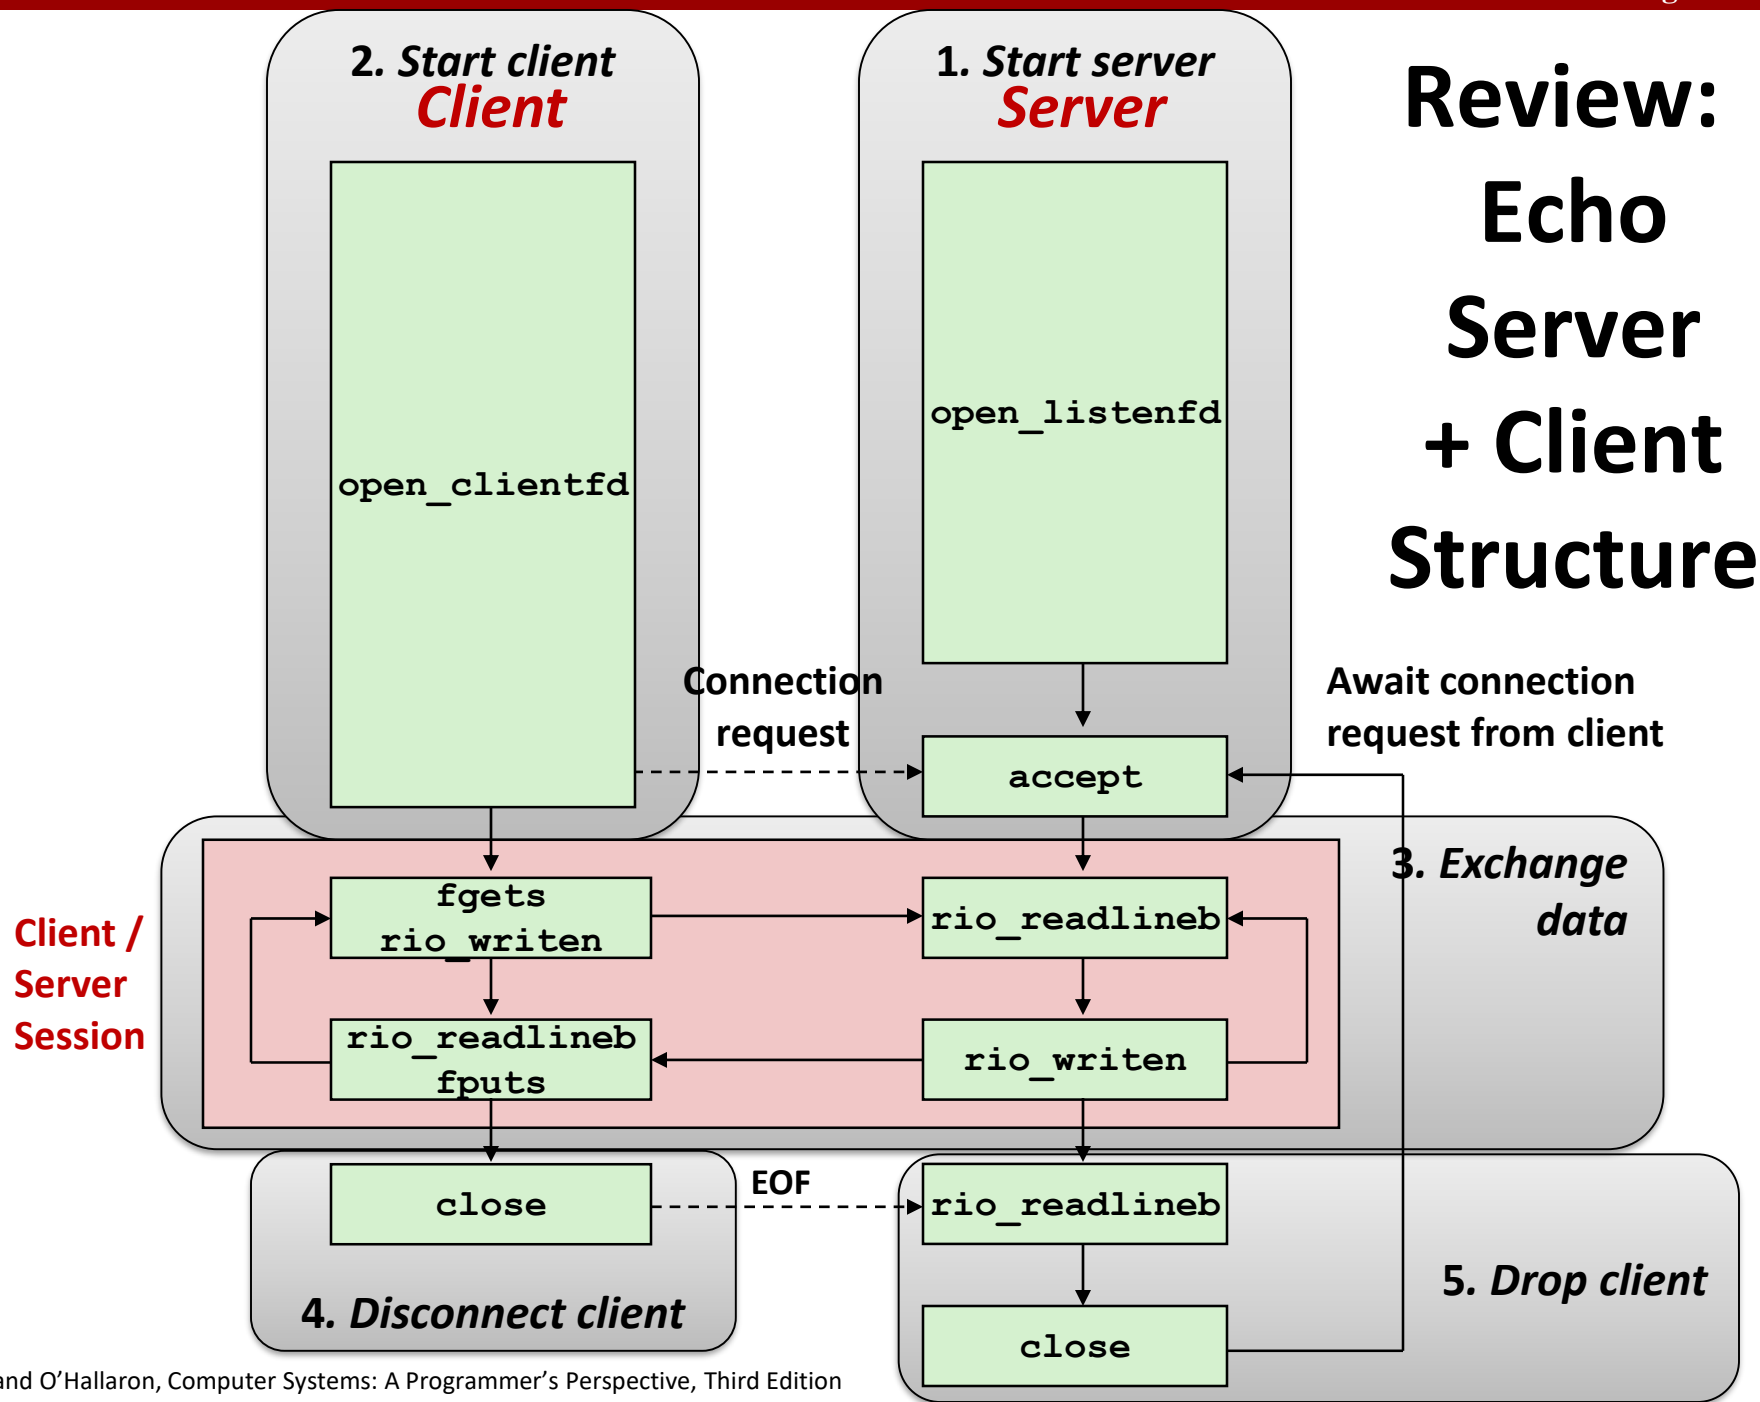 2. Start client
Client
1. Start server
Server
Review:
Echo
Server
+ Client
Structure
open_listenfd
open_clientfd
Connection
request
Await connection
request from client
accept
3. Exchange
data
Client /
Server
Session
fgets
rio_writen
rio_readlineb
rio_readlineb
fputs
rio_writen
close
EOF
rio_readlineb
4. Disconnect client
5. Drop client
close
and O’Hallaron, Computer Systems: A Programmer’s Perspective, Third Edition